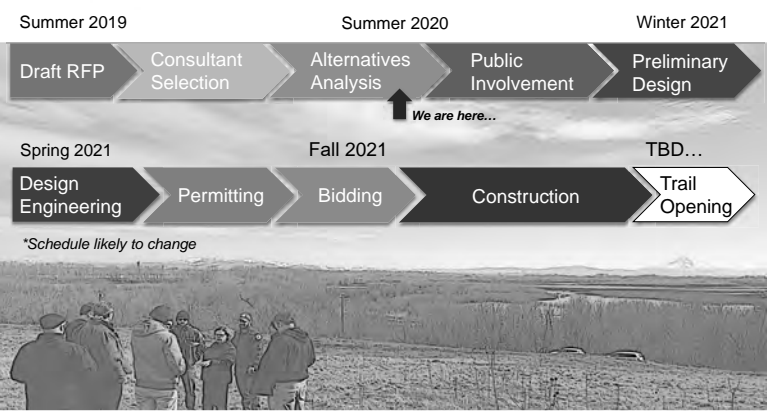 Summer 2019
Summer 2020
Winter 2021
Draft RFP
Consultant
Selection
Alternatives
Analysis
Public
Involvement
Preliminary
Design
We are here…
Spring 2021
Fall 2021
TBD…
Design
Engineering
Permitting
Bidding
Construction
Trail
Opening
*Schedule likely to change